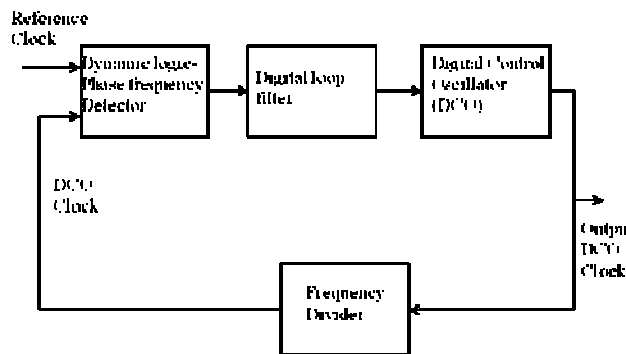 Reference
Clock
Dynamic logic-
Phase frequency
Detector
Digital loop
filter
Digital Control
Oscillator
(DCO)
DCO
Clock
Output
DCO
Clock
Frequency
Divider